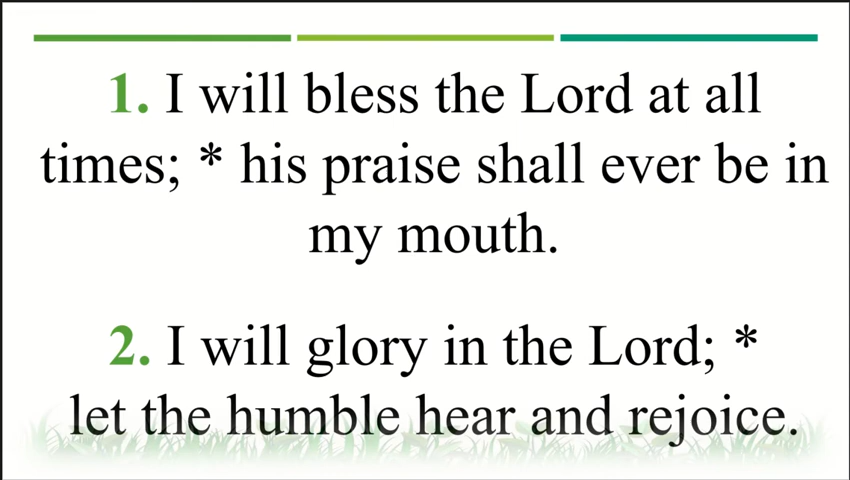 1. I will bless the Lord at all
times; * his praise shall ever be in
my mouth.
2. I will glory in the Lord; *
let the humble hear and rejoice.